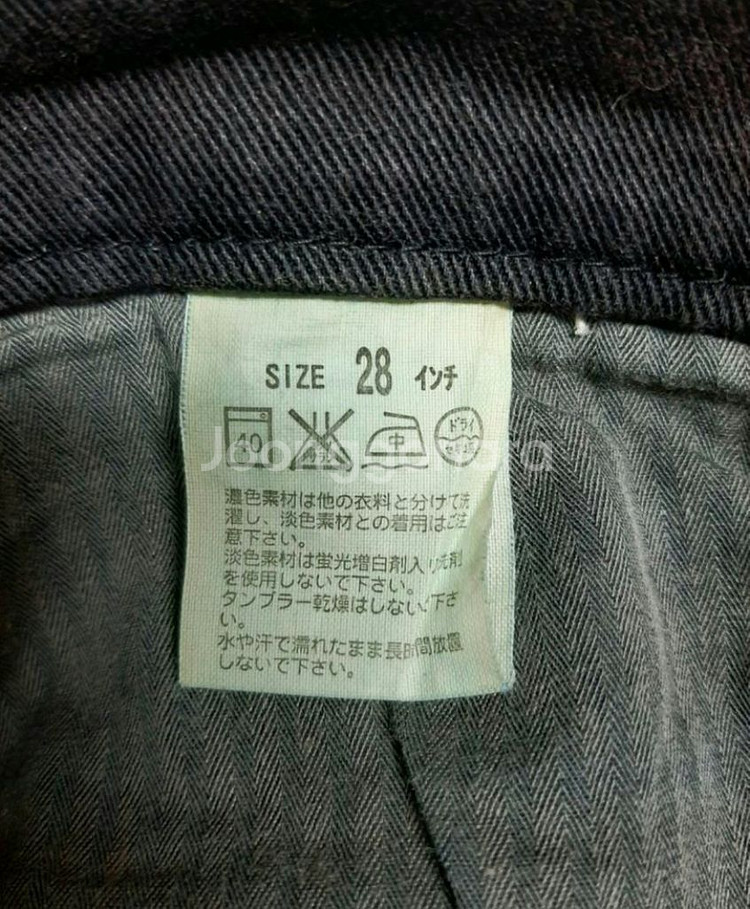 SIZE 28 インチ
40 中 ドライ
セキユ系
Joonggonara
濃色素材は他の衣料と分けて洗
濯し、淡色素材との着用はご注
意下さい。
淡色素材は蛍光増白剤入り洗剤
を使用しないで下さい。
タンブラー乾燥はしないで下さ
い。
水や汗で濡れたまま長時間放置
しないで下さい。